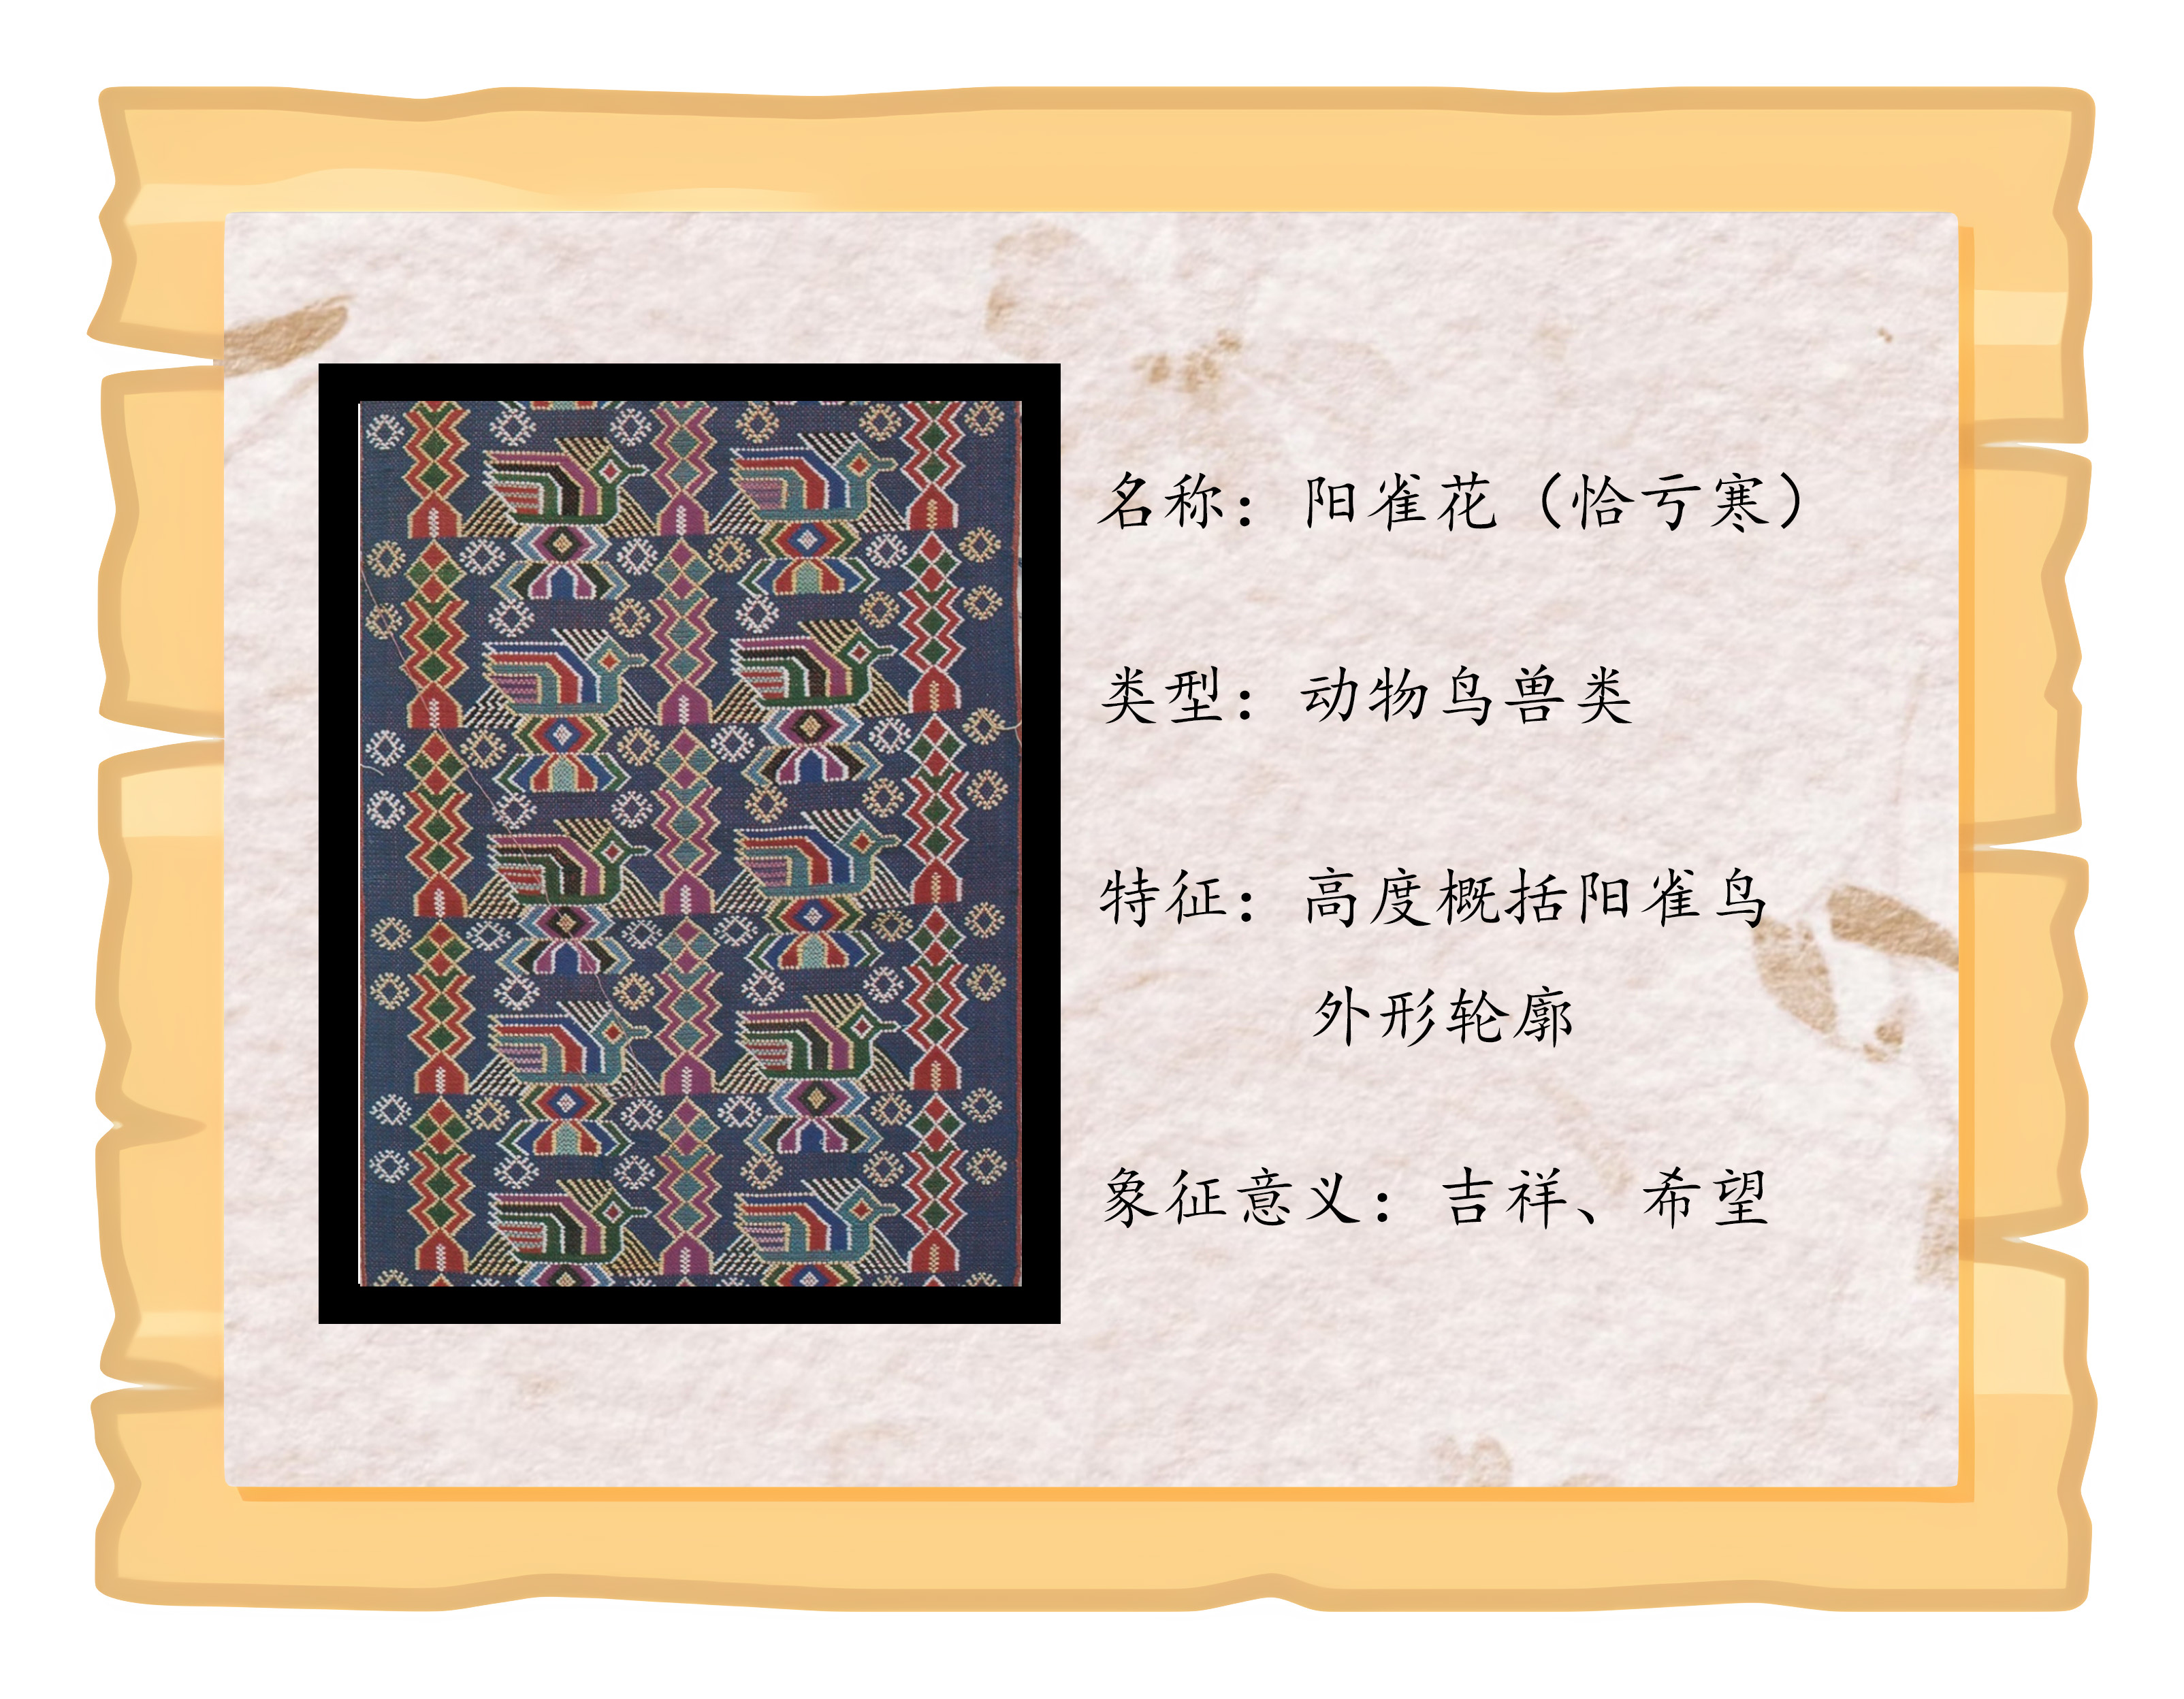 名称：阳雀花（恰亏寒）
类型：动物鸟兽类
特征：高度概括阳雀鸟
外形轮廓
象征意义：吉祥、希望